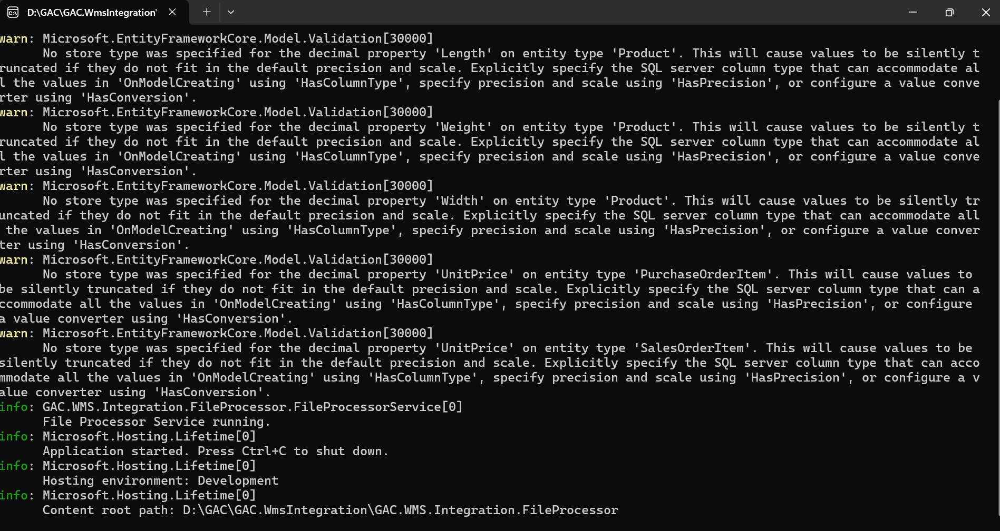 D:\GAC\GAC.WmsIntegration\
warn: Microsoft.EntityFrameworkCore.Model.Validation[30000]
No store type was specified for the decimal property 'Length' on entity type 'Product'. This will cause values to be silently t
runcated if they do not fit in the default precision and scale. Explicitly specify the SQL server column type that can accommodate al
l the values in 'OnModelCreating' using 'HasColumnType', specify precision and scale using 'HasPrecision', or configure a value conve
rter using 'HasConversion'.
warn: Microsoft.EntityFrameworkCore.Model.Validation[30000]
No store type was specified for the decimal property 'Weight' on entity type 'Product'. This will cause values to be silently t
runcated if they do not fit in the default precision and scale. Explicitly specify the SQL server column type that can accommodate al
l the values in 'OnModelCreating' using 'HasColumnType', specify precision and scale using 'HasPrecision', or configure a value conve
rter using 'HasConversion'.
warn: Microsoft.EntityFrameworkCore.Model.Validation[30000]
No store type was specified for the decimal property 'Width' on entity type 'Product'. This will cause values to be silently tr
uncated if they do not fit in the default precision and scale. Explicitly specify the SQL server column type that can accommodate all
the values in 'OnModelCreating' using 'HasColumnType', specify precision and scale using 'HasPrecision', or configure a value conver
ter using 'HasConversion'.
warn: Microsoft.EntityFrameworkCore.Model.Validation[30000]
No store type was specified for the decimal property 'UnitPrice' on entity type 'PurchaseOrderItem'. This will cause values to
be silently truncated if they do not fit in the default precision and scale. Explicitly specify the SQL server column type that can a
ccommodate all the values in 'OnModelCreating' using 'HasColumnType', specify precision and scale using 'HasPrecision', or configure
a value converter using 'HasConversion'.
warn: Microsoft.EntityFrameworkCore.Model.Validation[30000]
No store type was specified for the decimal property 'UnitPrice' on entity type 'SalesOrderItem'. This will cause values to be
silently truncated if they do not fit in the default precision and scale. Explicitly specify the SQL server column type that can acco
mmodate all the values in 'OnModelCreating' using 'HasColumnType', specify precision and scale using 'HasPrecision', or configure a v
alue converter using 'HasConversion'.
info: GAC.WMS.Integration.FileProcessor.FileProcessorService[0]
File Processor Service running.
info: Microsoft.Hosting.Lifetime[0]
Application started. Press Ctrl+C to shut down.
info: Microsoft.Hosting.Lifetime[0]
Hosting environment: Development
info: Microsoft.Hosting.Lifetime[0]
Content root path: D:\GAC\GAC.WmsIntegration\GAC.WMS.Integration.FileProcessor